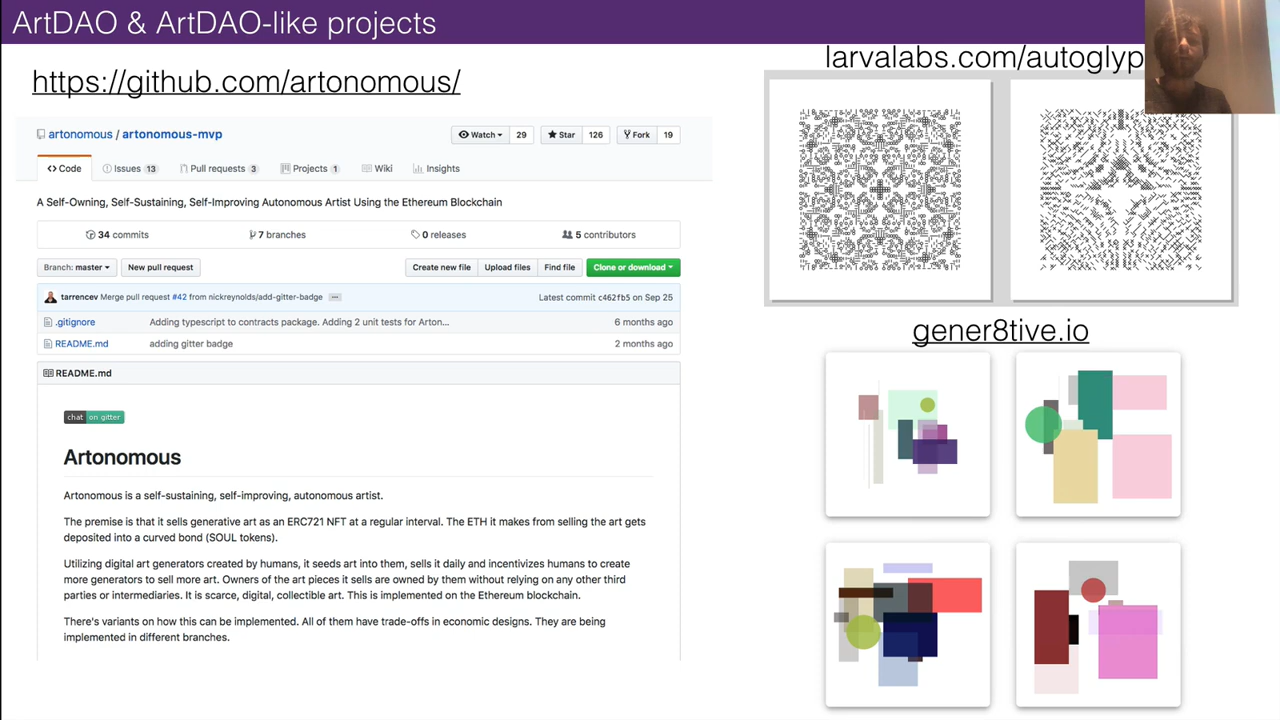 ArtDAO & ArtDAO-like projects
https://github.com/artonomous/
artonomous / artonomous-mvp
Watch 29 Star 126 Fork 19
Code Issues 13 Pull requests 3 Projects 1 Wiki Insights
A Self-Owning, Self-Sustaining, Self-Improving Autonomous Artist Using the Ethereum Blockchain
34 commits 7 branches 0 releases 5 contributors
Branch: master New pull request Create new file Upload files Find file Clone or download
tarrencev Merge pull request #42 from nickreynolds/add-gitter-badge Latest commit c462fb5 on Sep 25
.gitignore Adding typescript to contracts package. Adding 2 unit tests for Arton... 6 months ago
README.md adding gitter badge 2 months ago
README.md
chat on gitter
Artonomous
Artonomous is a self-sustaining, self-improving, autonomous artist.
The premise is that it sells generative art as an ERC721 NFT at a regular interval. The ETH it makes from selling the art gets
deposited into a curved bond (SOUL tokens).
Utilizing digital art generators created by humans, it seeds art into them, sells it daily and incentivizes humans to create
more generators to sell more art. Owners of the art pieces it sells are owned by them without relying on any other third
parties or intermediaries. It is scarce, digital, collectible art. This is implemented on the Ethereum blockchain.
There's variants on how this can be implemented. All of them have trade-offs in economic designs. They are being
implemented in different branches.
larvalabs.com/autoglyp
gener8tive.io